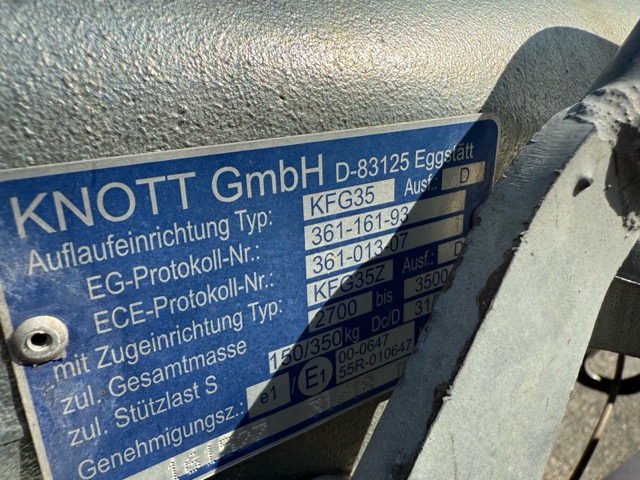 KNOTT GmbH D-83125 Eggstätt
Auflaufeinrichtung Typ: KFG35 Ausf.: D
EG-Protokoll-Nr.: 361-161-93
ECE-Protokoll-Nr.: 361-013-07
mit Zugeinrichtung Typ: KFG35Z Ausf.: D
zul. Gesamtmasse 2700 bis 3500
zul. Stützlast S 150/350 kg Dc/D 31/
Genehmigungsz. e1 / E1 00-0647
55R-010647